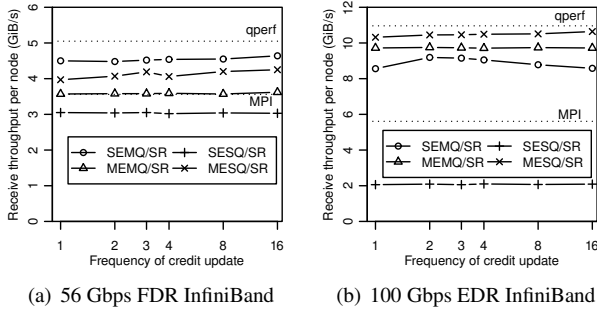 Receive throughput per node (GiB/s)
6
5
4
3
2
1
0
qperf
MPI
SEMQ/SR
MEMQ/SR
SESQ/SR
MESQ/SR
1 2 3 4 8 16
Frequency of credit update
(a) 56 Gbps FDR InfiniBand
Receive throughput per node (GiB/s)
12
10
8
6
4
2
0
qperf
MPI
SEMQ/SR
MEMQ/SR
SESQ/SR
MESQ/SR
1 2 3 4 8 16
Frequency of credit update
(b) 100 Gbps EDR InfiniBand